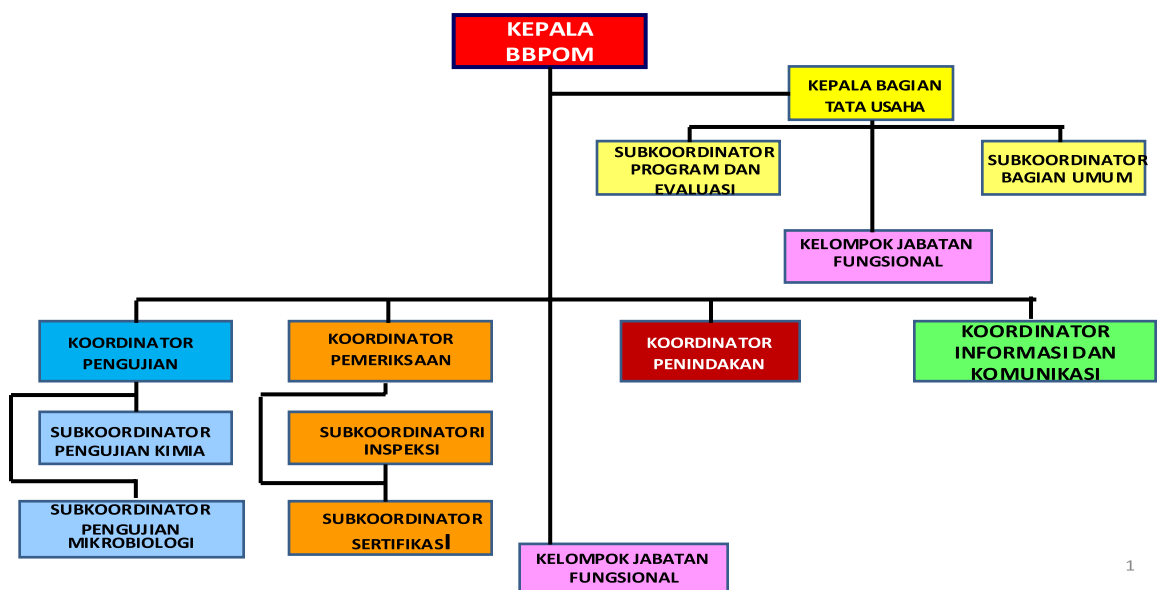 KEPALA
BBPOM
KEPALA BAGIAN
TATA USAHA
SUBKOORDINATOR
PROGRAM DAN
EVALUASI
SUBKOORDINATOR
BAGIAN UMUM
KELOMPOK JABATAN
FUNGSIONAL
KOORDINATOR
PENGUJIAN
KOORDINATOR
PEMERIKSAAN
KOORDINATOR
PENINDAKAN
KOORDINATOR
INFORMASI DAN
KOMUNIKASI
SUBKOORDINATOR
PENGUJIAN KIMIA
SUBKOORDINATORI
INSPEKSI
SUBKOORDINATOR
PENGUJIAN
MIKROBIOLOGI
SUBKOORDINATOR
SERTIFIKASI
KELOMPOK JABATAN
FUNGSIONAL
1